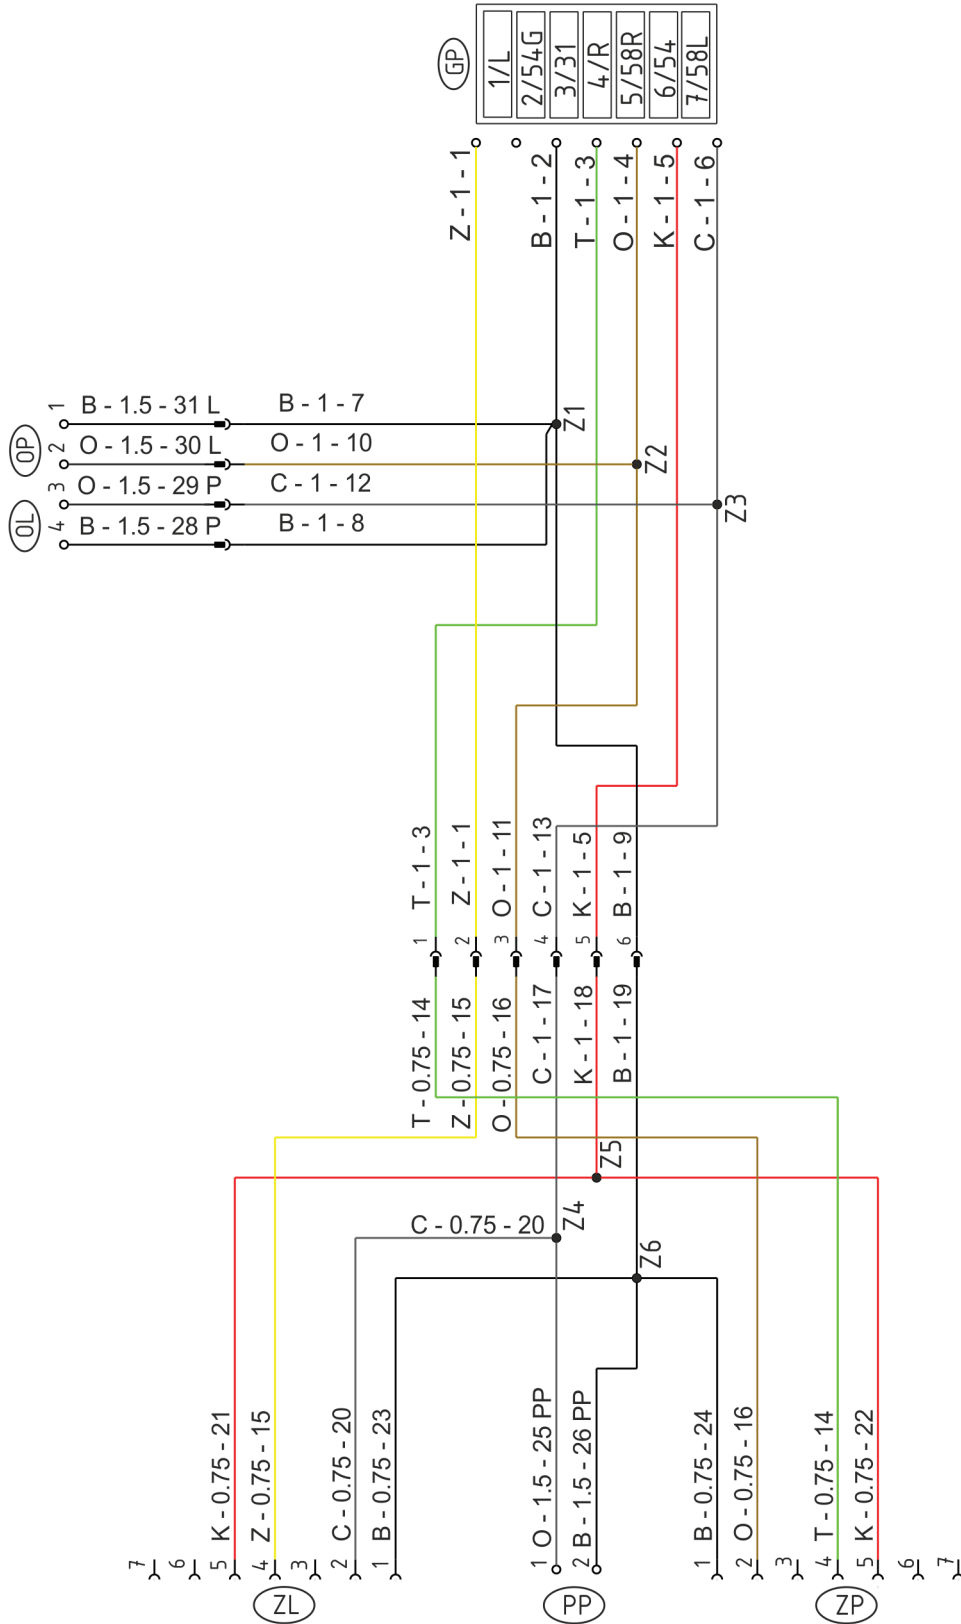 GP
1/L
2/54G
3/31
4/R
5/58R
6/54
7/58L
Z - 1 - 1
B - 1 - 2
T - 1 - 3
O - 1 - 4
K - 1 - 5
C - 1 - 6
OP
OL
1
B - 1.5 - 31 L
B - 1 - 7
2
O - 1.5 - 30 L
O - 1 - 10
3
O - 1.5 - 29 P
C - 1 - 12
4
B - 1.5 - 28 P
B - 1 - 8
Z1
Z2
Z3
T - 1 - 3
Z - 1 - 1
O - 1 - 11
C - 1 - 13
K - 1 - 5
B - 1 - 9
1
2
3
4
5
6
T - 0.75 - 14
Z - 0.75 - 15
O - 0.75 - 16
C - 1 - 17
K - 1 - 18
B - 1 - 19
Z5
Z4
C - 0.75 - 20
Z6
K - 0.75 - 21
Z - 0.75 - 15
C - 0.75 - 20
B - 0.75 - 23
O - 1.5 - 25 PP
B - 1.5 - 26 PP
B - 0.75 - 24
O - 0.75 - 16
T - 0.75 - 14
K - 0.75 - 22
7
6
5
4
3
2
1
1
2
1
2
3
4
5
6
7
ZL
PP
ZP